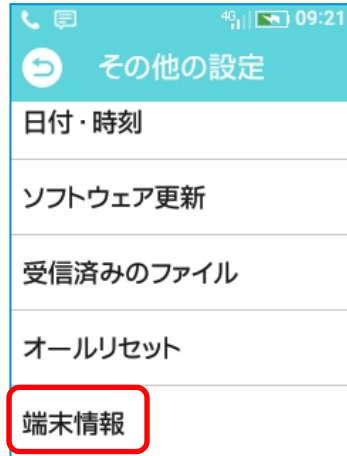 4G 09:21
その他の設定
日付・時刻
ソフトウェア更新
受信済みのファイル
オールリセット
端末情報